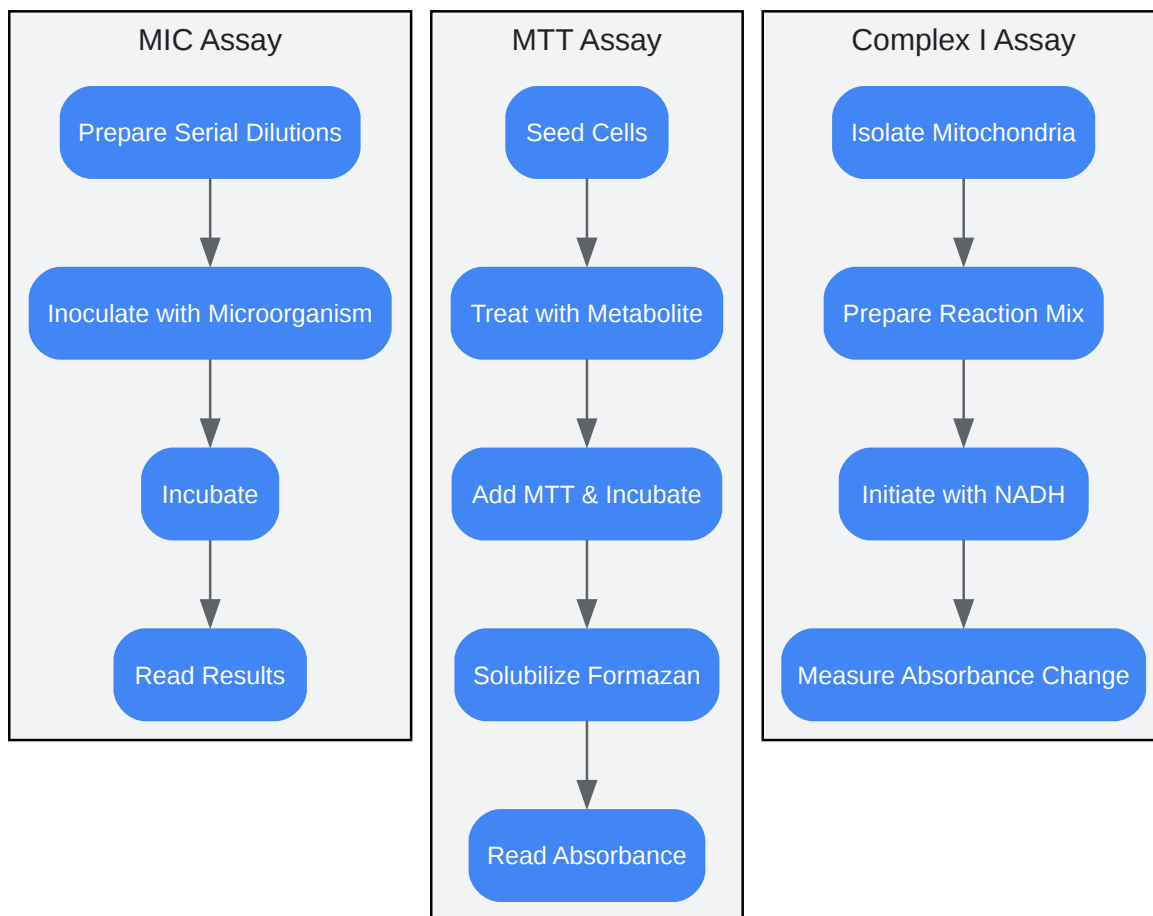 MIC Assay
Prepare Serial Dilutions
Inoculate with Microorganism
Incubate
Read Results
MTT Assay
Seed Cells
Treat with Metabolite
Add MTT & Incubate
Solubilize Formazan
Read Absorbance
Complex I Assay
Isolate Mitochondria
Prepare Reaction Mix
Initiate with NADH
Measure Absorbance Change